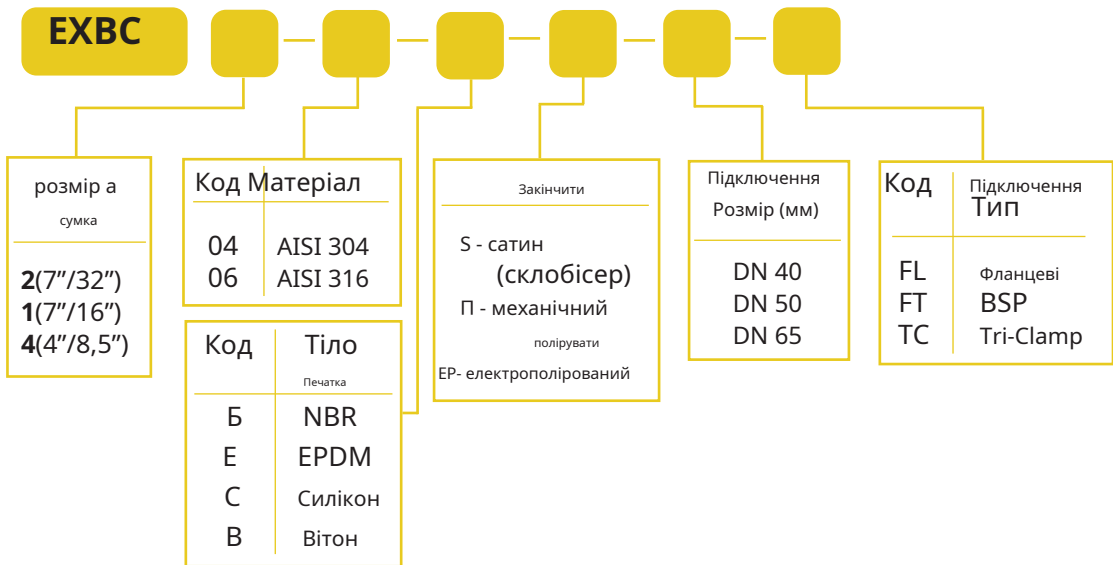 EXBC
розмір а
сумка
2(7”/32”)
1(7”/16”)
4(4”/8,5”)
Код Матеріал
04 AISI 304
06 AISI 316
Код Тіло
Печатка
Б NBR
Е EPDM
С Силікон
В Вітон
Закінчити
S - сатин
(склобісер)
П - механічний
полірувати
EP- електрополірований
Підключення
Розмір (мм)
DN 40
DN 50
DN 65
Код Підключення
Тип
FL Фланцеві
FT BSP
TC Tri-Clamp